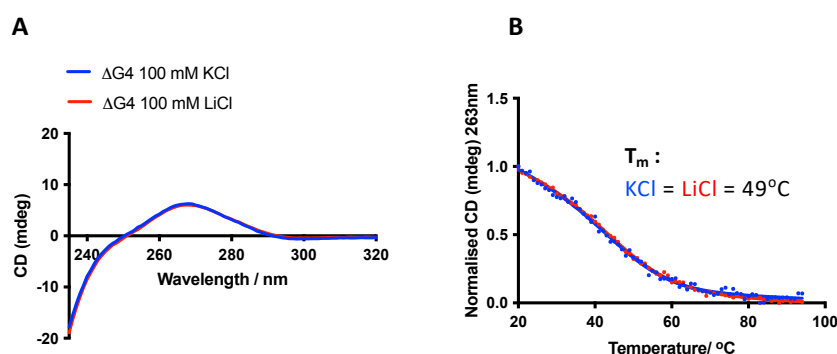 A
ΔG4 100 mM KCl
ΔG4 100 mM LiCl
20
10
0
-10
-20
240
260
280
300
320
CD (mdeg)
Wavelength / nm
B
1.5
1.0
0.5
0.0
20
40
60
80
100
Normalised CD (mdeg) 263nm
Temperature/ °C
Tm :
KCl = LiCl = 49°C